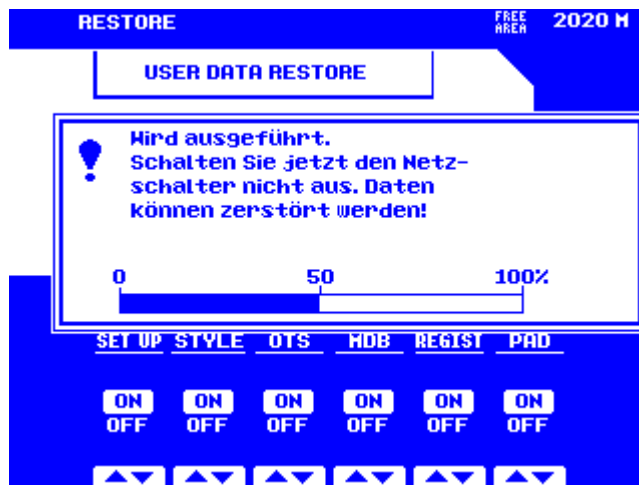 RESTORE
FREE AREA 2020 M
USER DATA RESTORE
Wird ausgeführt.
Schalten Sie jetzt den Netz-
schalter nicht aus. Daten
können zerstört werden!
0 50 100%
SET UP STYLE OTS MDB REGIST PAD
ON ON ON ON ON ON
OFF OFF OFF OFF OFF OFF